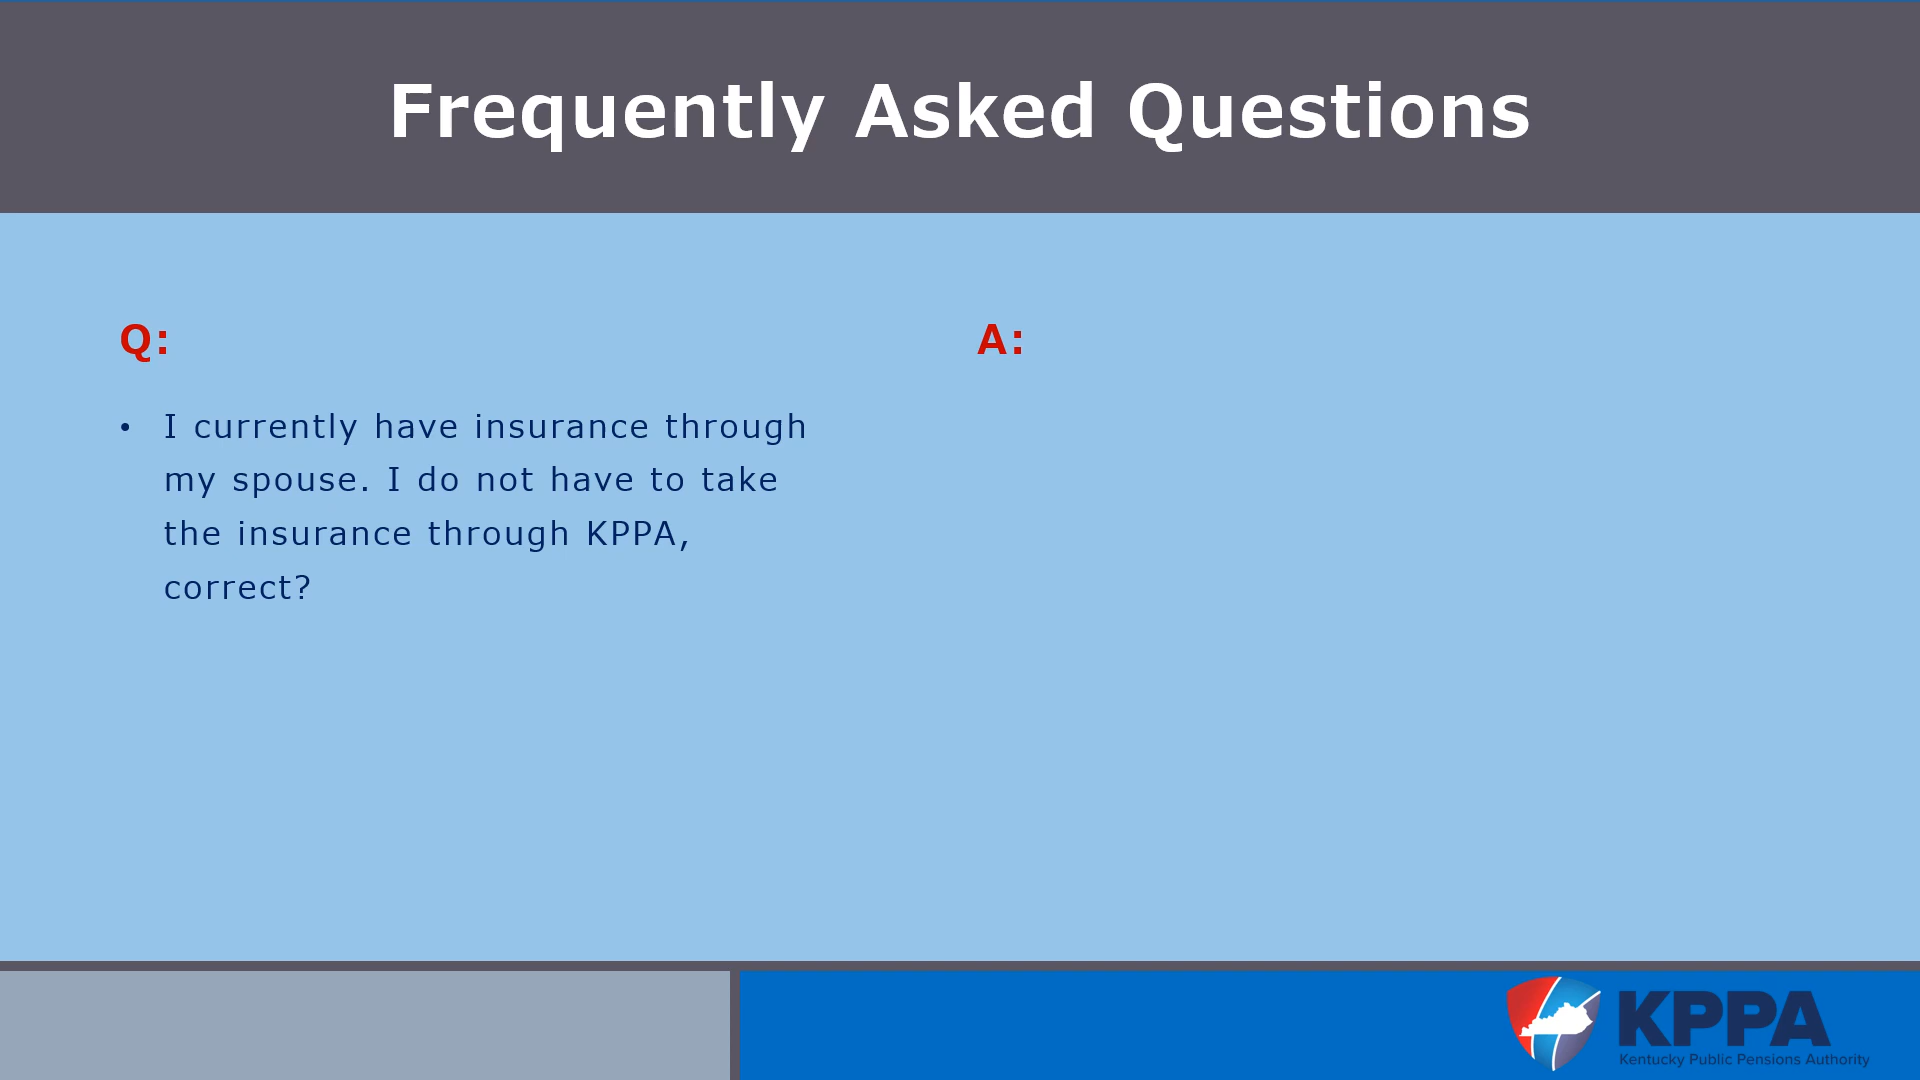 Frequently Asked Questions
Q:
• I currently have insurance through
my spouse. I do not have to take
the insurance through KPPA,
correct?
A:
KPPA
Kentucky Public Pensions Authority